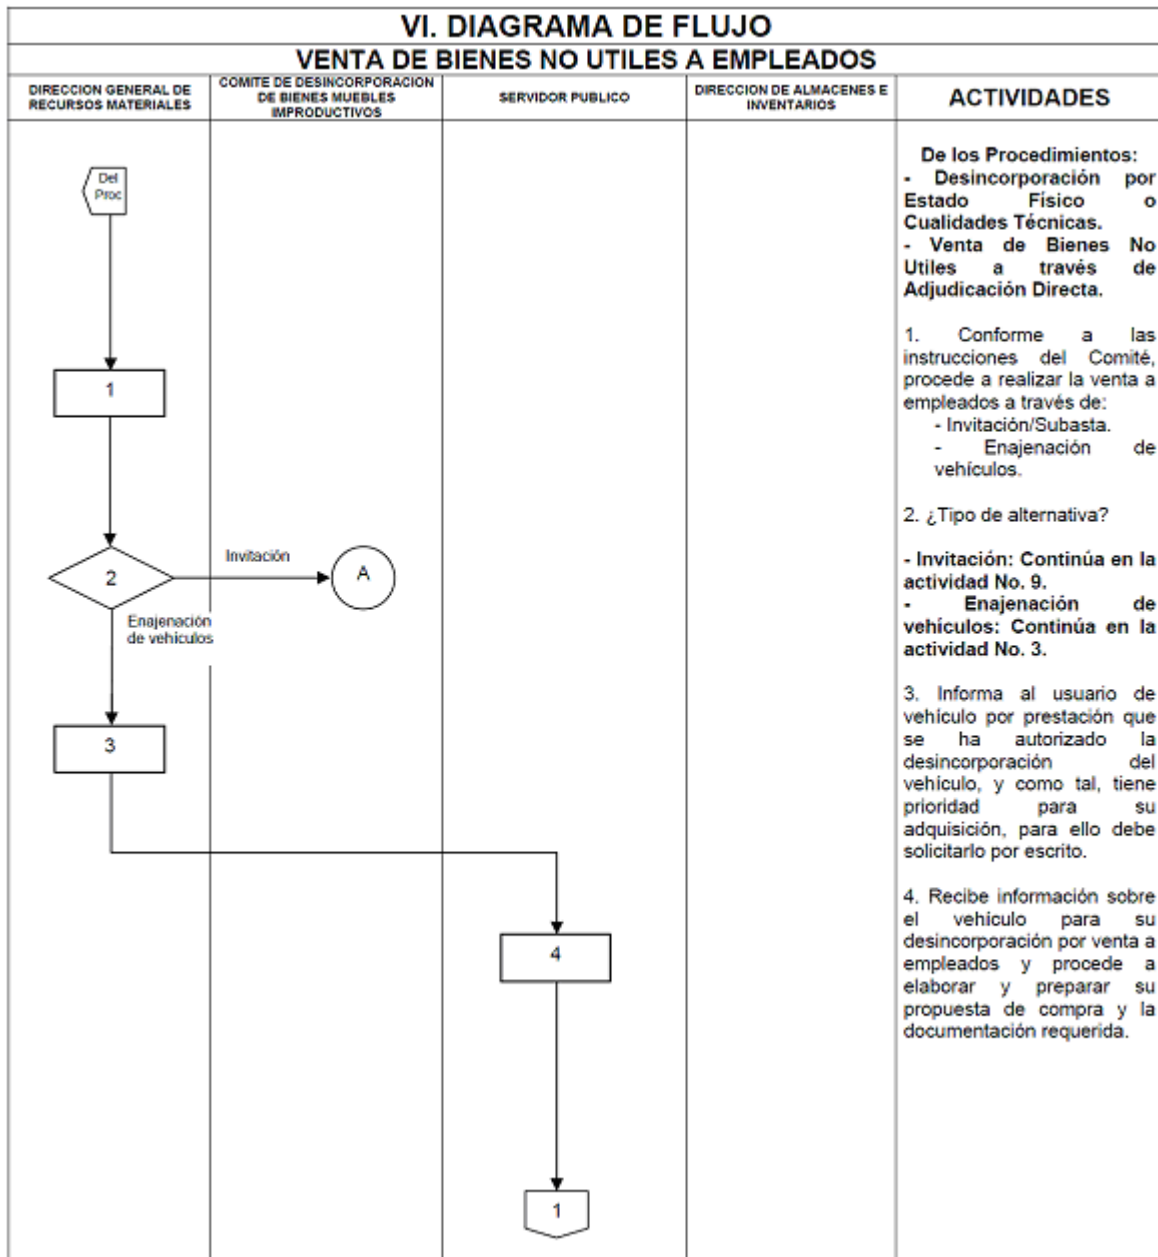 VI. DIAGRAMA DE FLUJO
VENTA DE BIENES NO UTILES A EMPLEADOS
DIRECCION GENERAL DE
RECURSOS MATERIALES
COMITE DE DESINCORPORACION
DE BIENES MUEBLES
IMPRODUCTIVOS
SERVIDOR PUBLICO
DIRECCION DE ALMACENES E
INVENTARIOS
ACTIVIDADES
Del
Proc
1
2
Invitación
A
Enajenación
de vehículos
3
4
1
De los Procedimientos:
- Desincorporación por
Estado Físico o
Cualidades Técnicas.
- Venta de Bienes No
Utiles a través de
Adjudicación Directa.
1. Conforme a las
instrucciones del Comité,
procede a realizar la venta a
empleados a través de:
- Invitación/Subasta.
- Enajenación de
vehículos.
2. ¿Tipo de alternativa?
- Invitación: Continúa en la
actividad No. 9.
- Enajenación de
vehículos: Continúa en la
actividad No. 3.
3. Informa al usuario de
vehículo por prestación que
se ha autorizado la
desincorporación del
vehículo, y como tal, tiene
prioridad para su
adquisición, para ello debe
solicitarlo por escrito.
4. Recibe información sobre
el vehículo para su
desincorporación por venta a
empleados y procede a
elaborar y preparar su
propuesta de compra y la
documentación requerida.